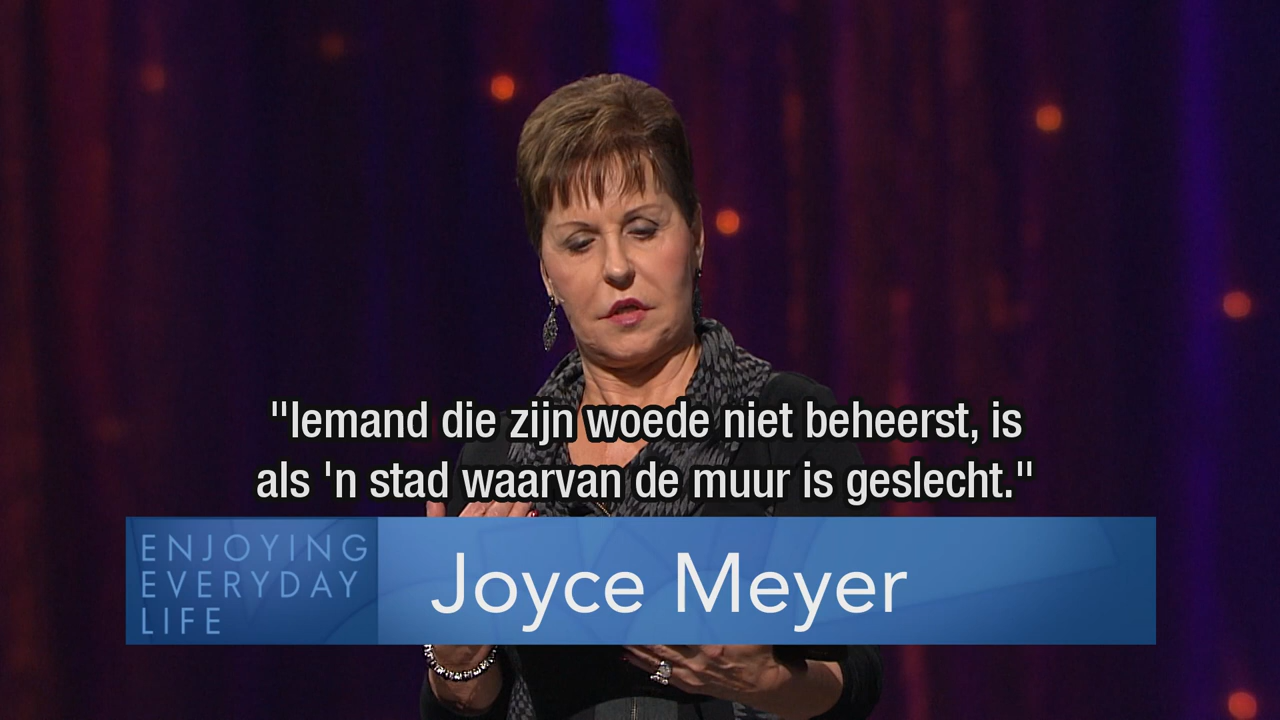 "Iemand die zijn woede niet beheerst, is
als 'n stad waarvan de muur is geslecht."
ENJOYING
EVERYDAY
LIFE
Joyce Meyer